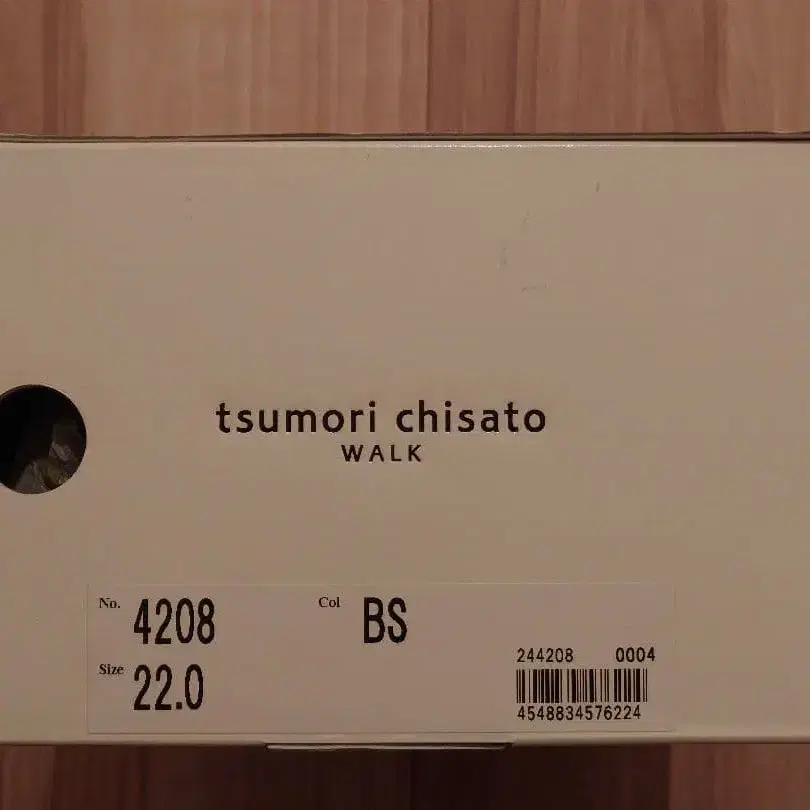 tsumori chisato
WALK
No. 4208 Col BS
Size 22.0
244208 0004
4548834576224